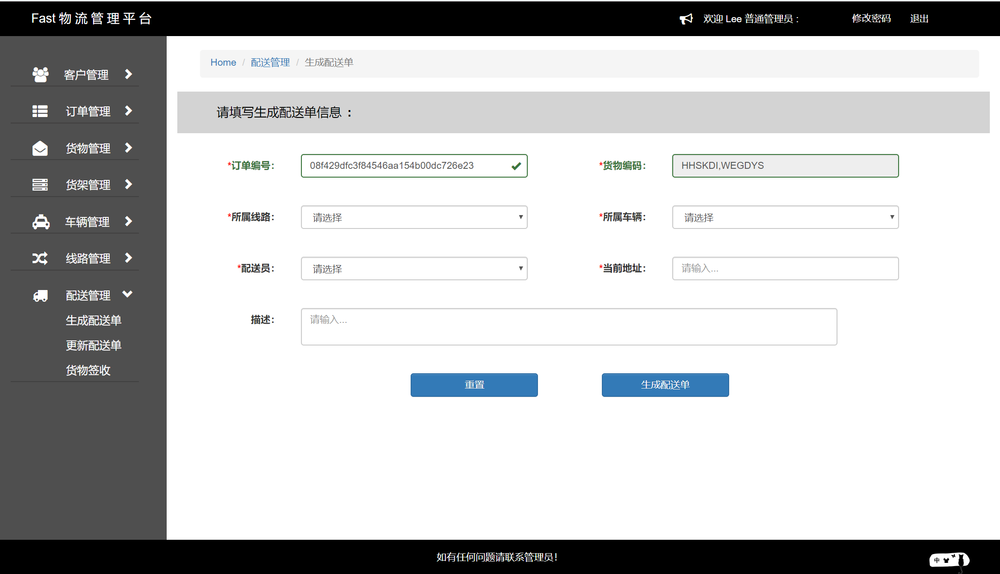 Fast 物 流 管 理 平 台
欢迎 Lee 普通管理员 :
修改密码
退出
客户管理
订单管理
货物管理
货架管理
车辆管理
线路管理
配送管理
生成配送单
更新配送单
货物签收
Home / 配送管理 / 生成配送单
请填写生成配送单信息 ：
*订单编号：
08f429dfc3f84546aa154b00dc726e23
*货物编码：
HHSKDI,WEGDYS
*所属线路：
请选择
*所属车辆：
请选择
*配送员：
请选择
*当前地址：
请输入...
描述：
请输入...
重置
生成配送单
如有任何问题请联系管理员！
中